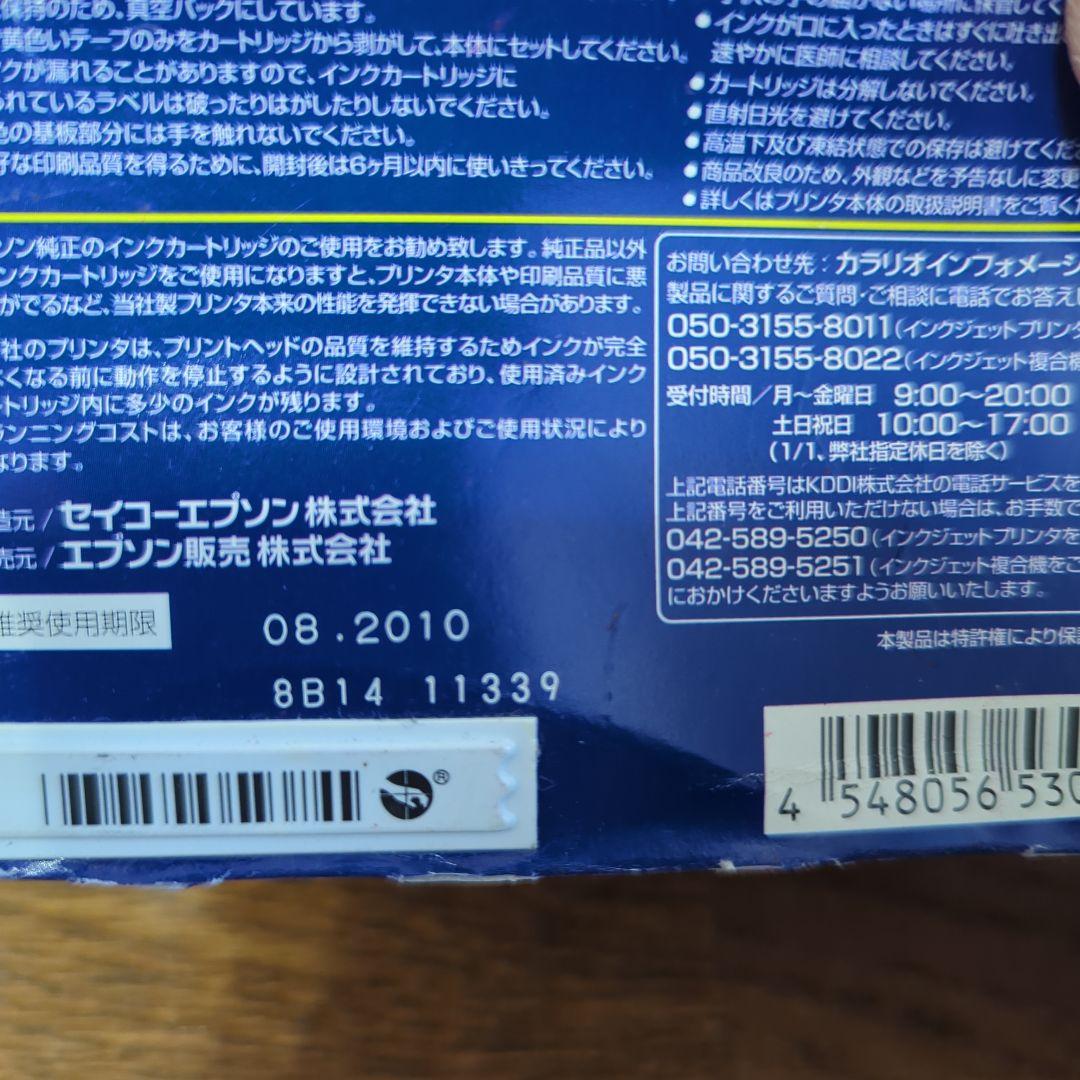 保持のため、真空パックにしています。
黄色いテープのみをカートリッジから剥がして、本体にセットしてください。
クが漏れることがありますので、インクカートリッジに
られているラベルは破ったりはがしたりしないでください。
色の基板部分には手を触れないでください。
好な印刷品質を得るために、開封後は6ヶ月以内に使いきってください。
インクが口に入ったときはすぐに吐き出
速やかに医師に相談してください。
●カートリッジは分解しないでください。
●直射日光を避けてください。
●高温下及び凍結状態での保存は避けてくだ
●商品改良のため、外観などを予告なしに変更
●詳しくはプリンタ本体の取扱説明書をご覧くだ
ソン純正のインクカートリッジのご使用をお勧め致します。純正品以外
ンクカートリッジをご使用になりますと、プリンタ本体や印刷品質に悪
がでるなど、当社製プリンタ本来の性能を発揮できない場合があります。
社のプリンタは、プリントヘッドの品質を維持するためインクが完全
くなる前に動作を停止するように設計されており、使用済みインク
トリッジ内に多少のインクが残ります。
ランニングコストは、お客様のご使用環境およびご使用状況により
なります。
造元/セイコーエプソン株式会社
売元/エプソン販売株式会社
推奨使用期限
08.2010
8B14 11339
お問い合わせ先:カラリオインフォメーシ
製品に関するご質問・ご相談に電話でお答えし
050-3155-8011(インクジェットプリンタ
050-3155-8022(インクジェット複合機
受付時間/月～金曜日 9:00～20:00
土日祝日 10:00～17:00
(1/1、弊社指定休日を除く)
上記電話番号はKDDI株式会社の電話サービスを
上記番号をご利用いただけない場合は、お手数で
042-589-5250(インクジェットプリンタを
042-589-5251(インクジェット複合機をご
におかけくださいますようお願いいたします。
本製品は特許権により保護
®
4 548056 530